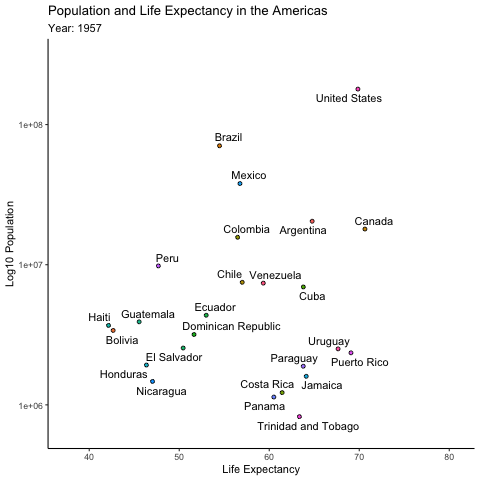 Population and Life Expectancy in the Americas
Year: 1957
United States
1e+08
Brazil
Mexico
Canada
Colombia
Argentina
Log10 Population
1e+07
Peru
Chile
Venezuela
Cuba
Ecuador
Haiti
Guatemala
Dominican Republic
Bolivia
Uruguay
El Salvador
Paraguay
Puerto Rico
Honduras
Costa Rica
Jamaica
Nicaragua
1e+06
Panama
Trinidad and Tobago
40
50
60
70
80
Life Expectancy